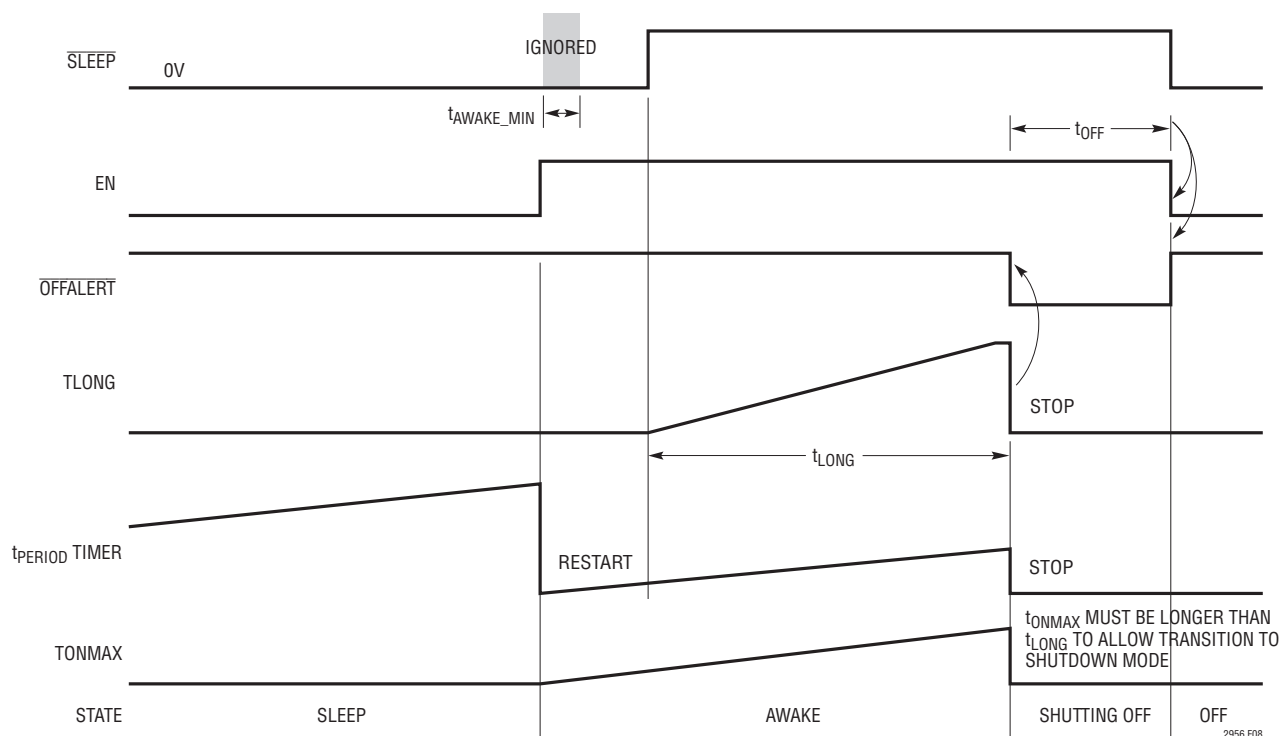 IGNORED
SLEEP
0V
tAWAKE_MIN
tOFF
EN
OFFALERT
TLONG
STOP
tLONG
tPERIOD TIMER
RESTART
STOP
tONMAX MUST BE LONGER THAN
tLONG TO ALLOW TRANSITION TO
SHUTDOWN MODE
TONMAX
STATE SLEEP AWAKE SHUTTING OFF OFF
2956 F08